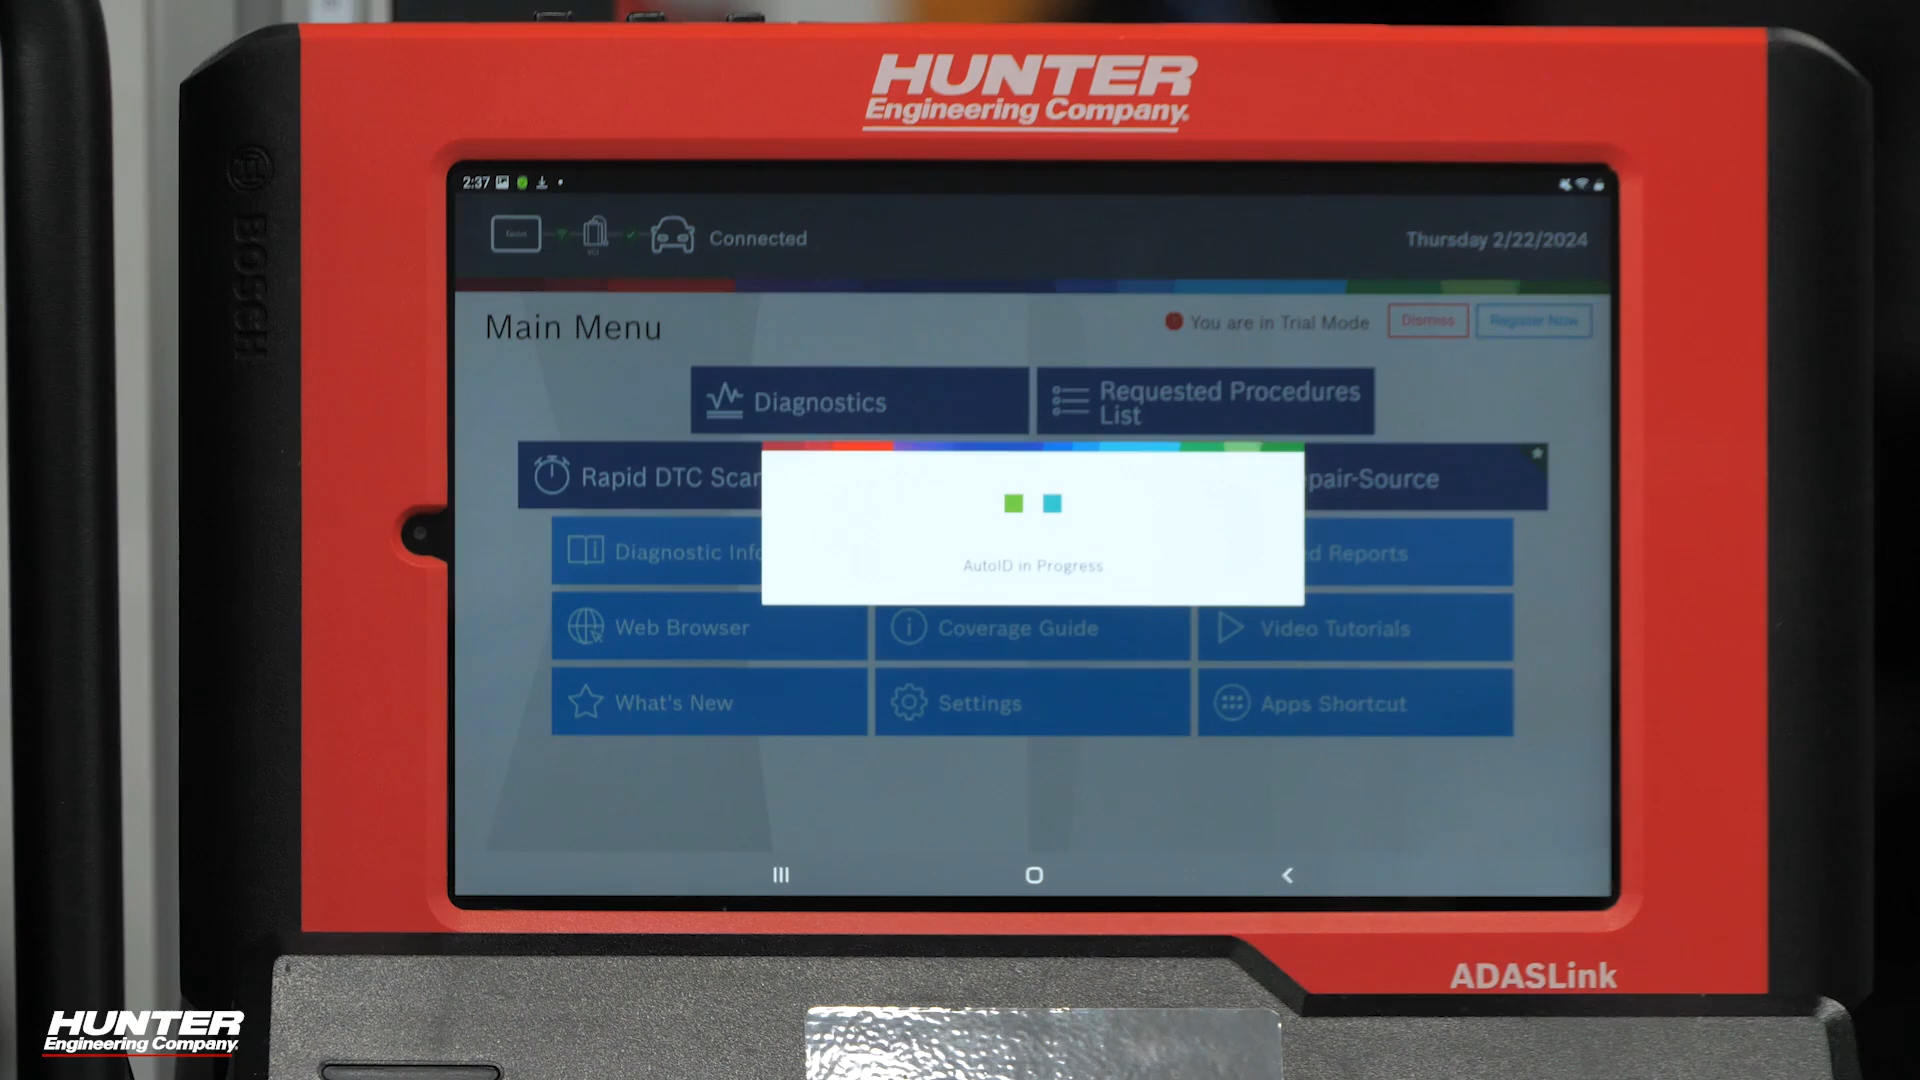 HUNTER
Engineering Company.
BOSCH
2:37
Connected
Thursday 2/22/2024
Main Menu
You are in Trial Mode
Dismiss
Register Now
Diagnostics
Requested Procedures
List
Rapid DTC Scan
pair-Source
Diagnostic Info
AutoID in Progress
d Reports
Web Browser
Coverage Guide
Video Tutorials
What's New
Settings
Apps Shortcut
ADASLink
HUNTER
Engineering Company.